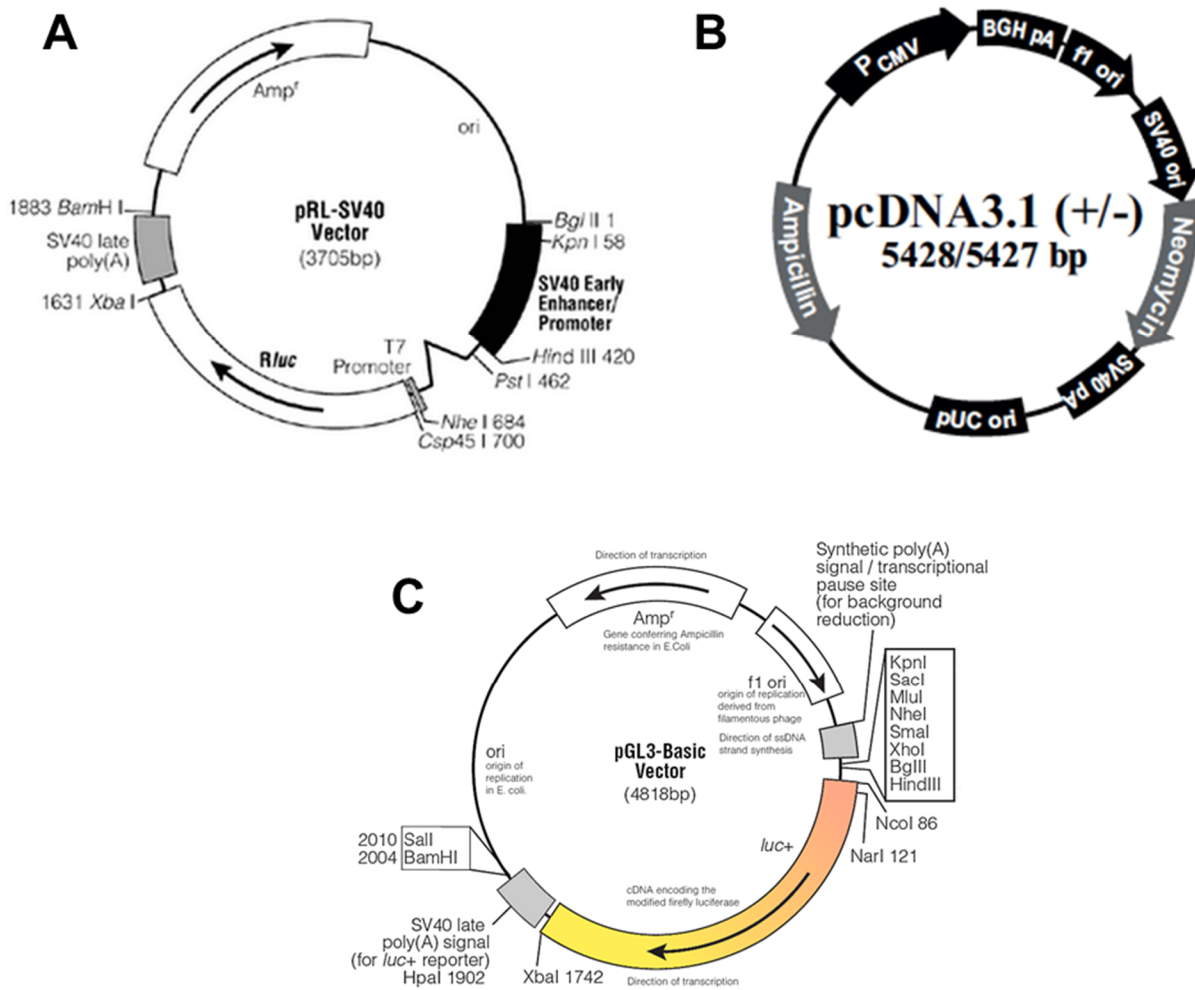 A
Ampʳ
ori
1883 BamH I
pRL-SV40
Vector
(3705bp)
Bgl II 1
Kpn I 58
SV40 late
poly(A)
SV40 Early
Enhancer/
Promoter
1631 Xba I
Rluc
T7
Promoter
Hind III 420
Pst I 462
Nhe I 684
Csp45 I 700
B
PCMV
BGH pA
f1 ori
SV40 ori
Ampicillin
pcDNA3.1 (+/-)
5428/5427 bp
Neomycin
SV40 pA
pUC ori
C
Direction of transcription
Ampʳ
Gene conferring Ampicillin
resistance in E.Coli
Synthetic poly(A)
signal / transcriptional
pause site
(for background
reduction)
f1 ori
origin of replication
derived from
filamentous phage
Direction of ssDNA
strand synthesis
KpnI
SacI
MluI
NheI
SmaI
XhoI
BglII
HindIII
ori
origin of
replication
in E. coli.
pGL3-Basic
Vector
(4818bp)
NcoI 86
NarI 121
luc+
2010 SalI
2004 BamHI
cDNA encoding the
modified firefly luciferase
SV40 late
poly(A) signal
(for luc+ reporter)
HpaI 1902
XbaI 1742
Direction of transcription